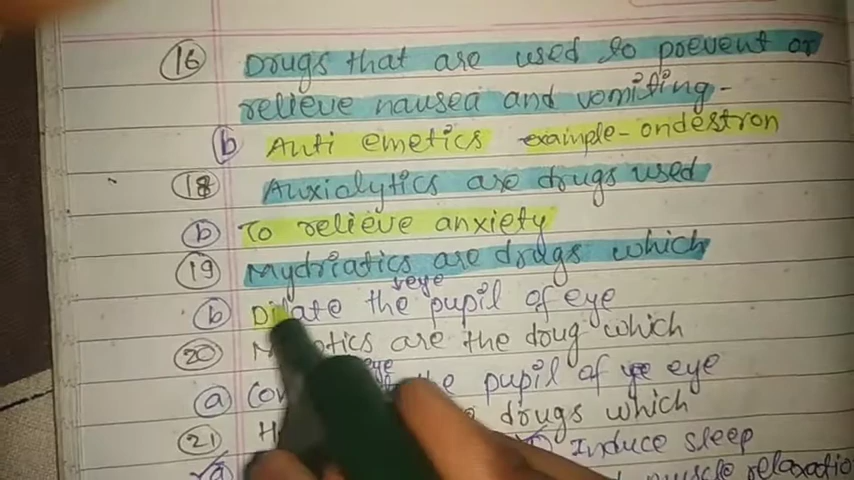 16 Drugs that are used to prevent or
relieve nausea and vomiting-
b Anti emetics example- ondestron
18 Anxiolytics are drugs used
b To relieve anxiety
19 Mydriatics are drugs which
b Dilate the pupil of eye
20 are the drug which
a the pupil of eye
21 drugs which
Induce sleep
a muscle relaxatio